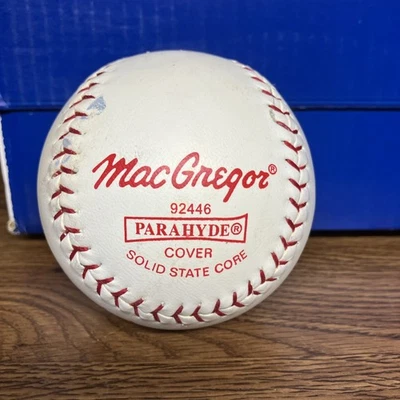 MacGregor®
92446
PARAHYDE®
COVER
SOLID STATE CORE